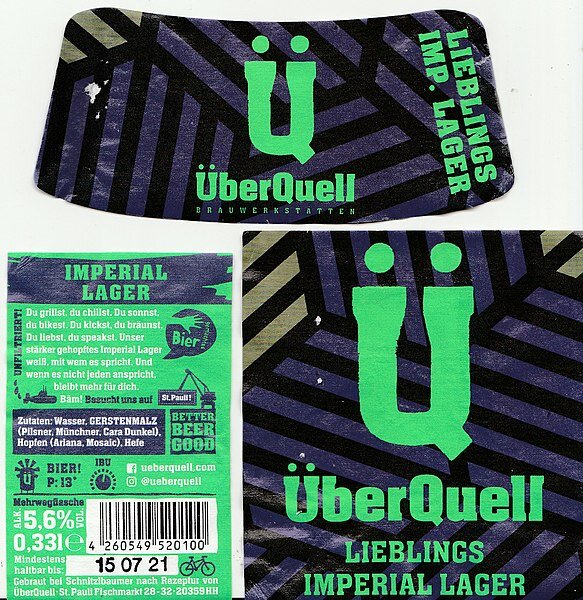 Ü
ÜberQuell
BRAUWERKSTÄTTEN
LIEBLINGS
IMP. LAGER
IMPERIAL
LAGER
UNFILTRIERT!
Du grillst, du chillst. Du sonnst,
du bikest. Du kickst, du bräunst.
Du liebst, du speakst. Unser
stärker gehopftes Imperial Lager
weiß, mit wem es spricht. Und
wenn es nicht jeden anspricht,
bleibt mehr für dich.
Bäm! Besucht uns auf
St. Pauli!
Bier
Zutaten: Wasser, GERSTENMALZ
(Pilsner, Münchner, Cara Dunkel),
Hopfen (Ariana, Mosaic), Hefe
BETTER
BEER
GOOD
BIER!
P: 13°
IBU
ueberquell.com
@ueberquell
Mehrwegflasche
ALK 5,6% VOL
0,33l e
4 260549 520100
Mindestens
haltbar bis:
15 07 21
Gebraut bei Schnitzlbaumer nach Rezeptur von
ÜberQuell · St. Pauli Fischmarkt 28-32 · 20359 HH
Ü
ÜberQuell
LIEBLINGS
IMPERIAL LAGER